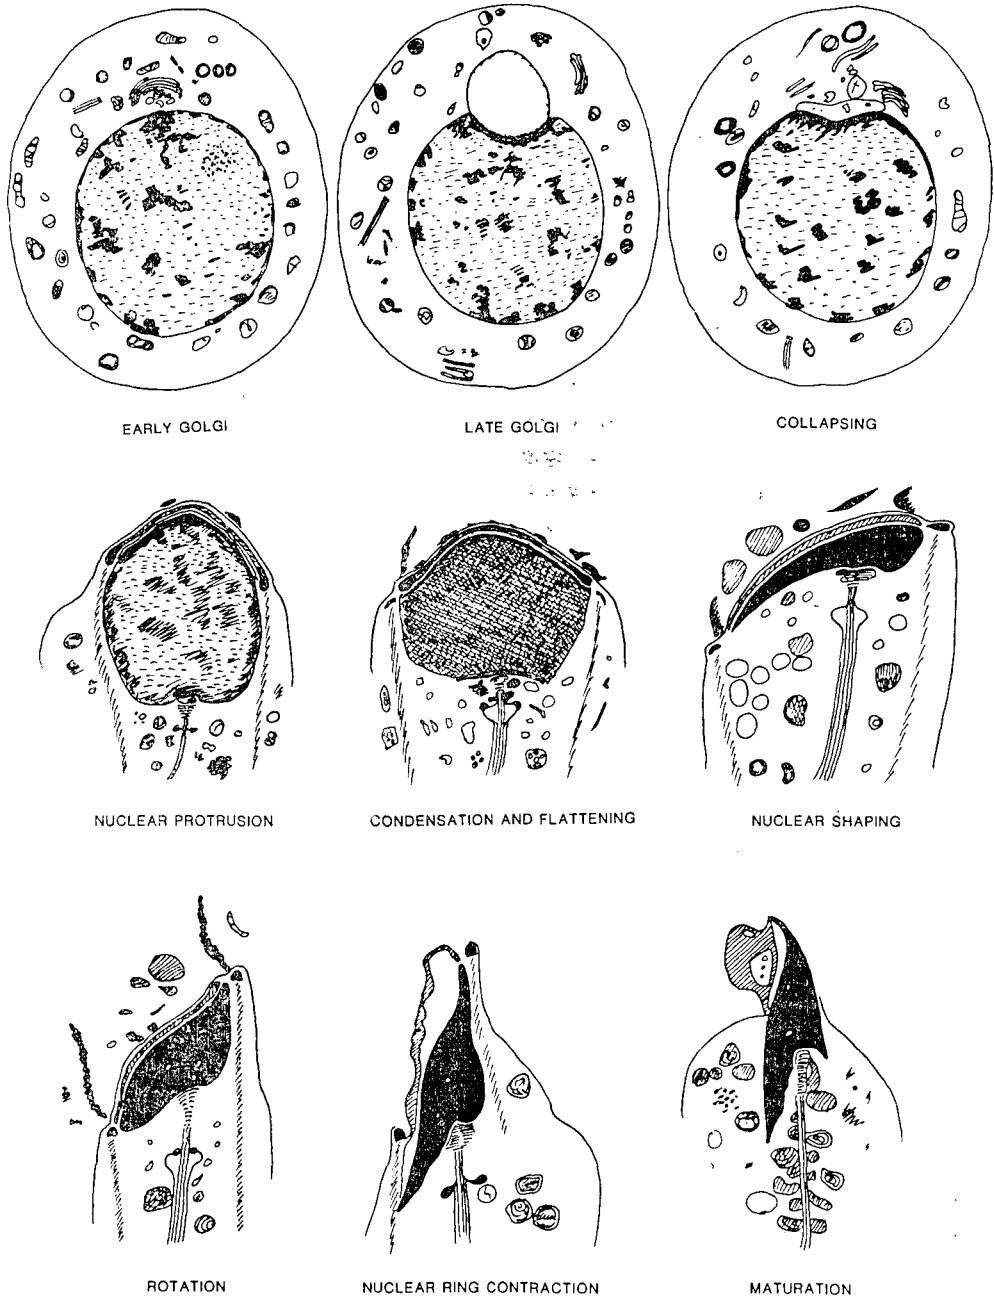 EARLY GOLGI
LATE GOLGI
COLLAPSING
NUCLEAR PROTRUSION
CONDENSATION AND FLATTENING
NUCLEAR SHAPING
ROTATION
NUCLEAR RING CONTRACTION
MATURATION